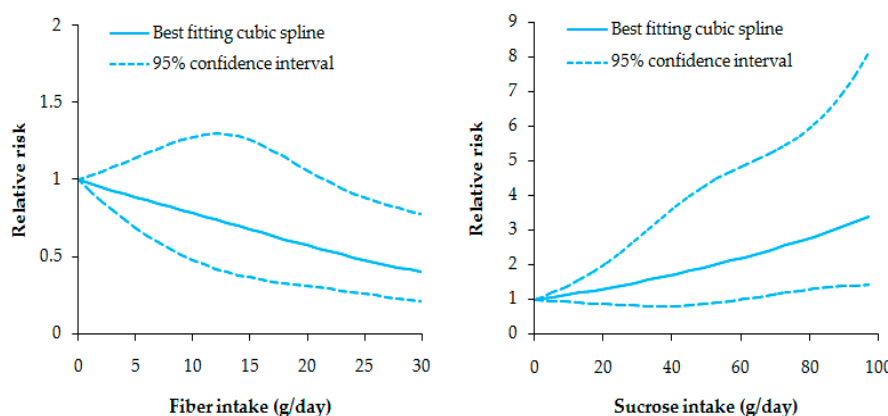 2
1.5
1
0.5
0
Relative risk
Best fitting cubic spline
95% confidence interval
0 5 10 15 20 25 30
Fiber intake (g/day)
9
8
7
6
5
4
3
2
1
0
Relative risk
Best fitting cubic spline
95% confidence interval
0 20 40 60 80 100
Sucrose intake (g/day)